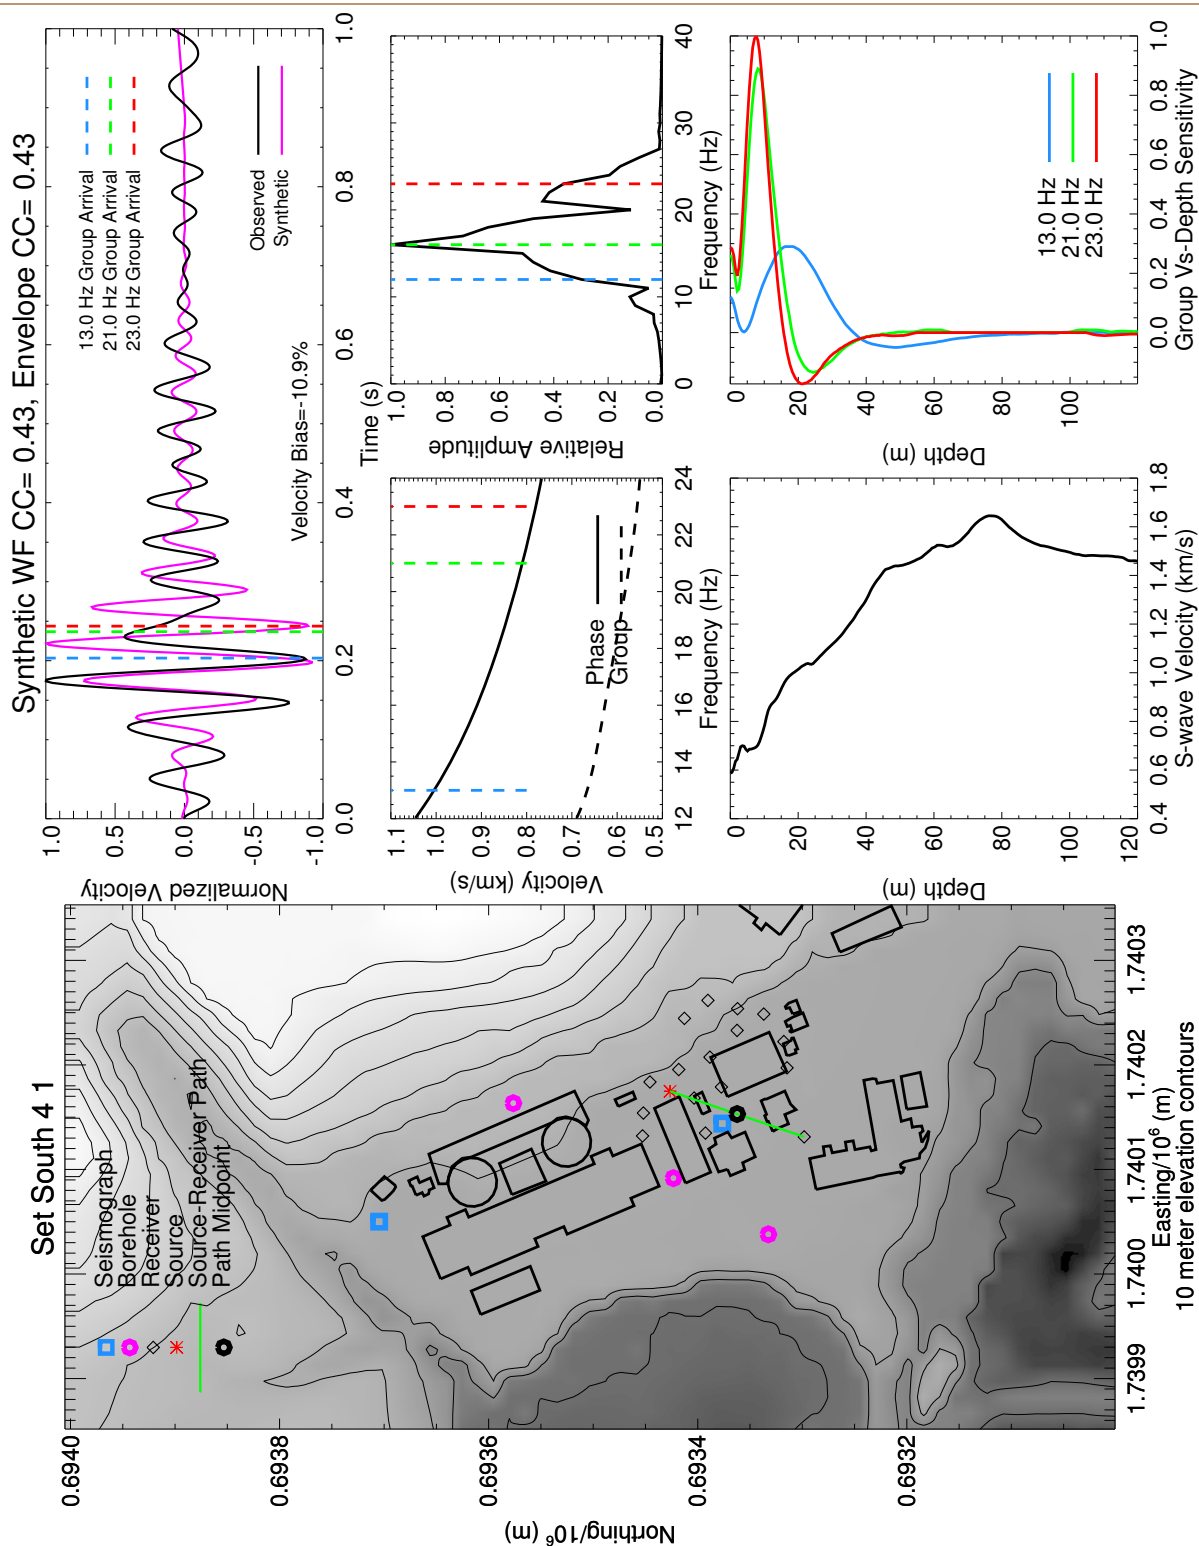 Set South 4 1
Seismograph
Borehole
Receiver
Source
Source-Receiver Path
Path Midpoint
0.6940
0.6938
0.6936
0.6934
0.6932
Northing/10⁶ (m)
1.7399
1.7400
1.7401
1.7402
1.7403
Easting/10⁶ (m)
10 meter elevation contours
Synthetic WF CC= 0.43, Envelope CC= 0.43
1.0
0.5
0.0
-0.5
-1.0
Normalized Velocity
13.0 Hz Group Arrival
21.0 Hz Group Arrival
23.0 Hz Group Arrival
Observed
Synthetic
Velocity Bias=-10.9%
0.0
0.2
0.4
0.6
0.8
1.0
Time (s)
1.1
1.0
0.9
0.8
0.7
0.6
0.5
Velocity (km/s)
Phase
Group
12
14
16
18
20
22
24
Frequency (Hz)
1.0
0.8
0.6
0.4
0.2
0.0
Relative Amplitude
0
10
20
30
40
Frequency (Hz)
0
20
40
60
80
100
120
Depth (m)
0.4
0.6
0.8
1.0
1.2
1.4
1.6
1.8
S-wave Velocity (km/s)
0
20
40
60
80
100
Depth (m)
13.0 Hz
21.0 Hz
23.0 Hz
0.0
0.2
0.4
0.6
0.8
1.0
Group Vs-Depth Sensitivity